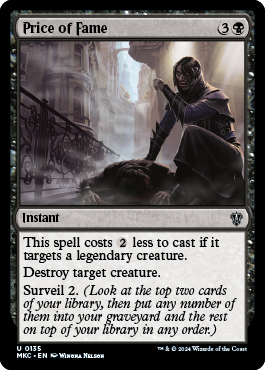 Price of Fame 3
Instant
This spell costs 2 less to cast if it
targets a legendary creature.
Destroy target creature.
Surveil 2. (Look at the top two cards
of your library, then put any number of
them into your graveyard and the rest
on top of your library in any order.)
U 0135
MKC • EN Winona Nelson
™ & © 2024 Wizards of the Coast